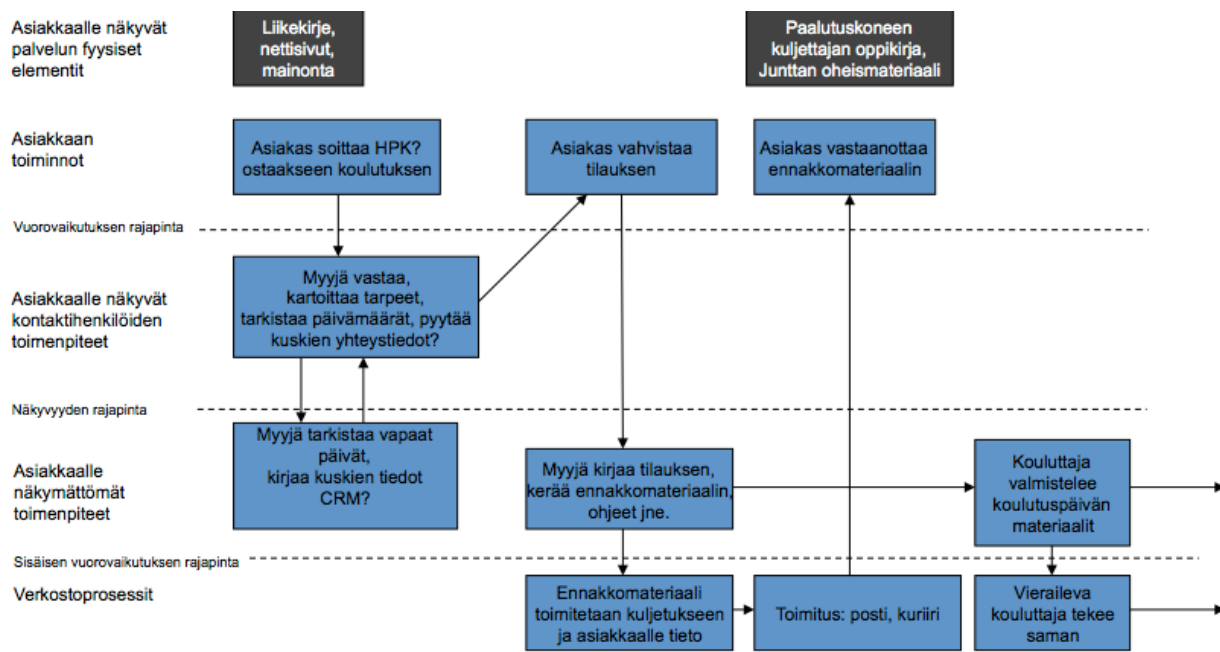 Asiakkaalle näkyvät
palvelun fyysiset
elementit
Liikekirje,
nettisivut,
mainonta
Paalutuskoneen
kuljettajan oppikirja,
Junttan oheismateriaali
Asiakkaan
toiminnot
Asiakas soittaa HPK?
ostaakseen koulutuksen
Asiakas vahvistaa
tilauksen
Asiakas vastaanottaa
ennakkomateriaalin
Vuorovaikutuksen rajapinta
Asiakkaalle näkyvät
kontaktihenkilöiden
toimenpiteet
Myyjä vastaa,
kartoittaa tarpeet,
tarkistaa päivämäärät, pyytää
kuskien yhteystiedot?
Näkyvyyden rajapinta
Asiakkaalle
näkymättömät
toimenpiteet
Myyjä tarkistaa vapaat
päivät,
kirjaa kuskien tiedot
CRM?
Myyjä kirjaa tilauksen,
kerää ennakkomateriaalin,
ohjeet jne.
Kouluttaja
valmistelee
koulutuspäivän
materiaalit
Sisäisen vuorovaikutuksen rajapinta
Verkostoprosessit
Ennakkomateriaali
toimitetaan kuljetukseen
ja asiakkaalle tieto
Toimitus: posti, kuriiri
Vieraileva
kouluttaja tekee
saman